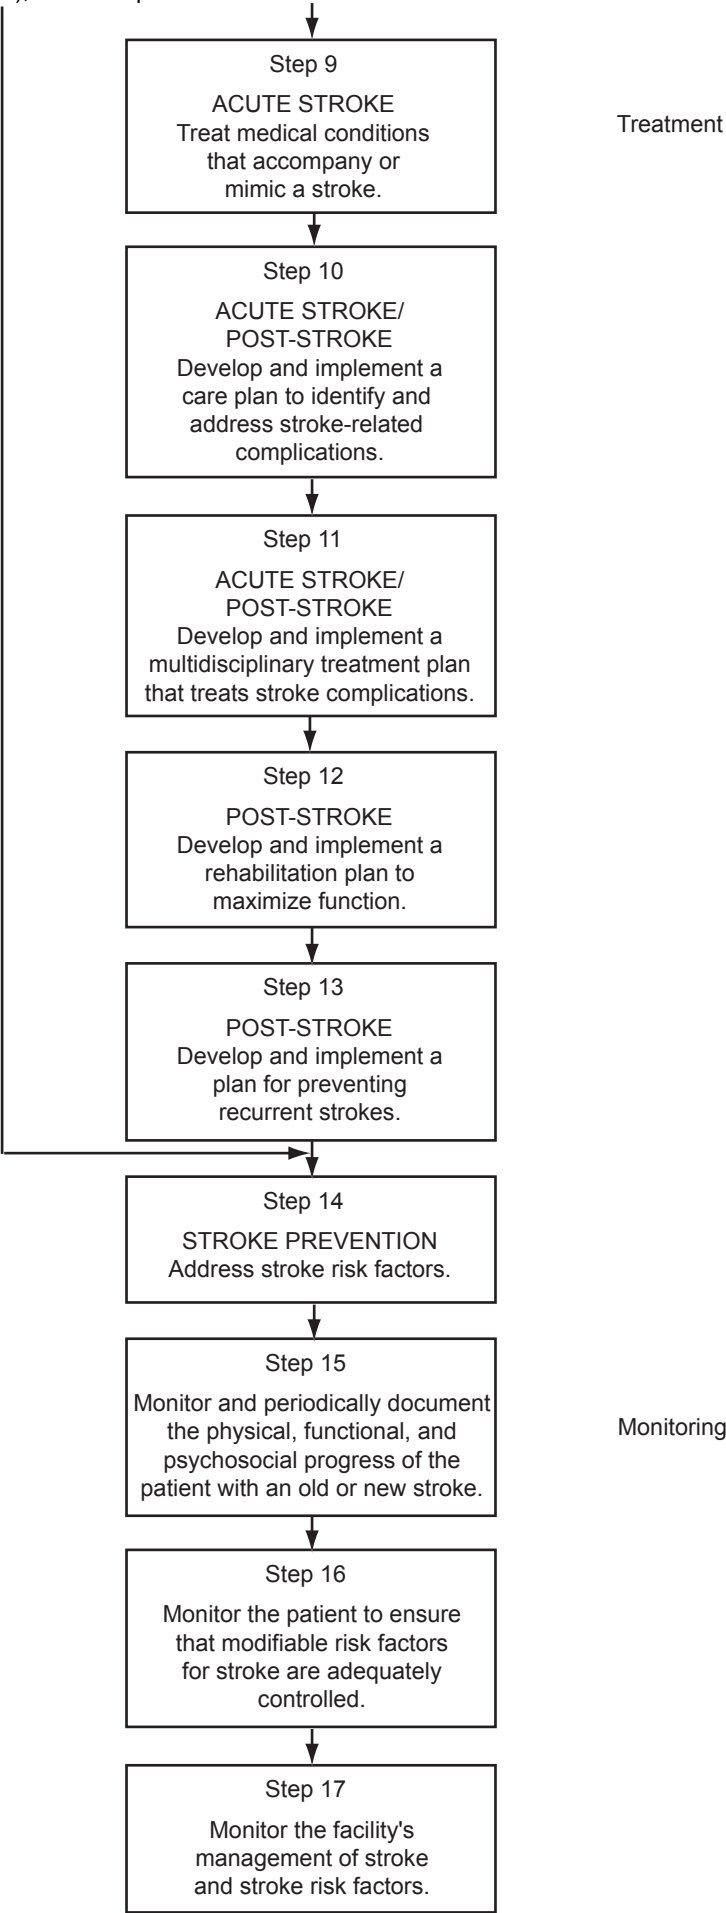 Step 9
ACUTE STROKE
Treat medical conditions
that accompany or
mimic a stroke.
Treatment
Step 10
ACUTE STROKE/
POST-STROKE
Develop and implement a
care plan to identify and
address stroke-related
complications.
Step 11
ACUTE STROKE/
POST-STROKE
Develop and implement a
multidisciplinary treatment plan
that treats stroke complications.
Step 12
POST-STROKE
Develop and implement a
rehabilitation plan to
maximize function.
Step 13
POST-STROKE
Develop and implement a
plan for preventing
recurrent strokes.
Step 14
STROKE PREVENTION
Address stroke risk factors.
Step 15
Monitor and periodically document
the physical, functional, and
psychosocial progress of the
patient with an old or new stroke.
Monitoring
Step 16
Monitor the patient to ensure
that modifiable risk factors
for stroke are adequately
controlled.
Step 17
Monitor the facility's
management of stroke
and stroke risk factors.